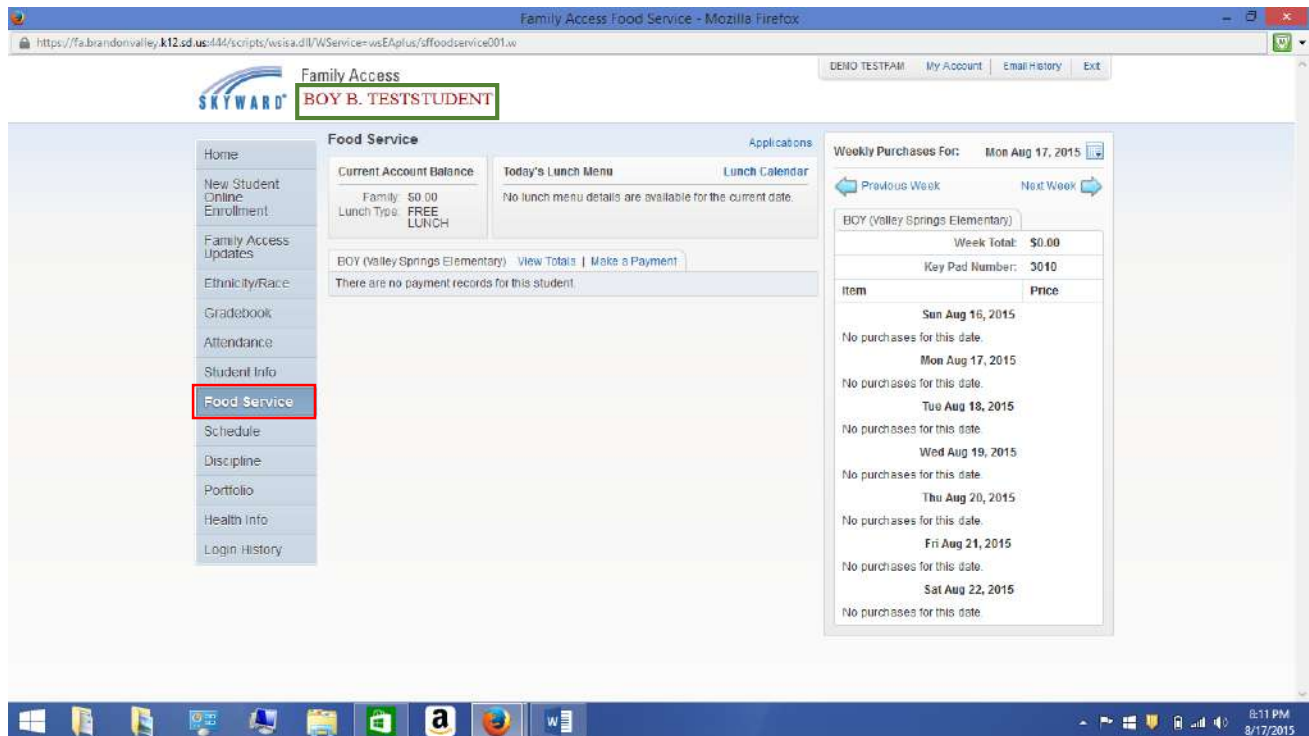 Family Access Food Service - Mozilla Firefox
https://fa.brandonvalley.k12.sd.us:444/scripts/wsisa.dll/WService=wsEAplus/sffoodservice001.w
SKYWARD
Family Access
BOY B. TESTSTUDENT
DEMO TESTFAM My Account Email History Exit
Home
New Student
Online
Enrollment
Family Access
Updates
Ethnicity/Race
Gradebook
Attendance
Student Info
Food Service
Schedule
Discipline
Portfolio
Health Info
Login History
Food Service Applications
Current Account Balance
Family: $0.00
Lunch Type: FREE
LUNCH
Today's Lunch Menu Lunch Calendar
No lunch menu details are available for the current date.
BOY (Valley Springs Elementary) View Totals | Make a Payment
There are no payment records for this student.
Weekly Purchases For: Mon Aug 17, 2015
Previous Week Next Week
BOY (Valley Springs Elementary)
Week Total: $0.00
Key Pad Number: 3010
Item Price
Sun Aug 16, 2015
No purchases for this date.
Mon Aug 17, 2015
No purchases for this date.
Tue Aug 18, 2015
No purchases for this date.
Wed Aug 19, 2015
No purchases for this date.
Thu Aug 20, 2015
No purchases for this date.
Fri Aug 21, 2015
No purchases for this date.
Sat Aug 22, 2015
No purchases for this date.
8:11 PM
8/17/2015